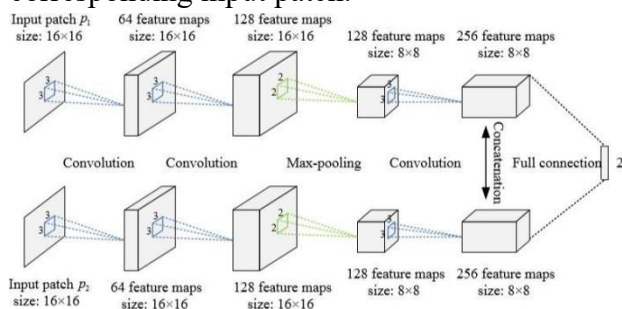 corresponding input patch.
Input patch p₁
size: 16×16
64 feature maps
size: 16×16
128 feature maps
size: 16×16
128 feature maps
size: 8×8
256 feature maps
size: 8×8
3
3
3
3
2
2
3
3
Convolution
Convolution
Max-pooling
Convolution
Concatenation
Full connection
2
3
3
3
3
2
2
3
3
Input patch p₂
size: 16×16
64 feature maps
size: 16×16
128 feature maps
size: 16×16
128 feature maps
size: 8×8
256 feature maps
size: 8×8